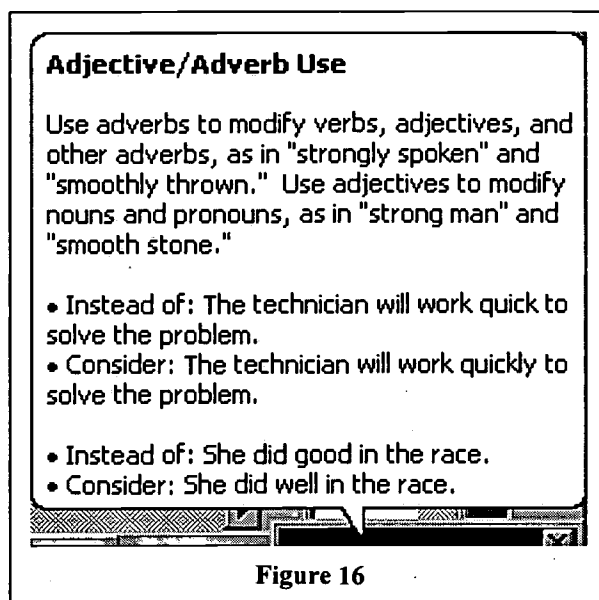 Adjective/Adverb Use
Use adverbs to modify verbs, adjectives, and
other adverbs, as in "strongly spoken" and
"smoothly thrown." Use adjectives to modify
nouns and pronouns, as in "strong man" and
"smooth stone."
• Instead of: The technician will work quick to
solve the problem.
• Consider: The technician will work quickly to
solve the problem.
• Instead of: She did good in the race.
• Consider: She did well in the race.
Figure 16